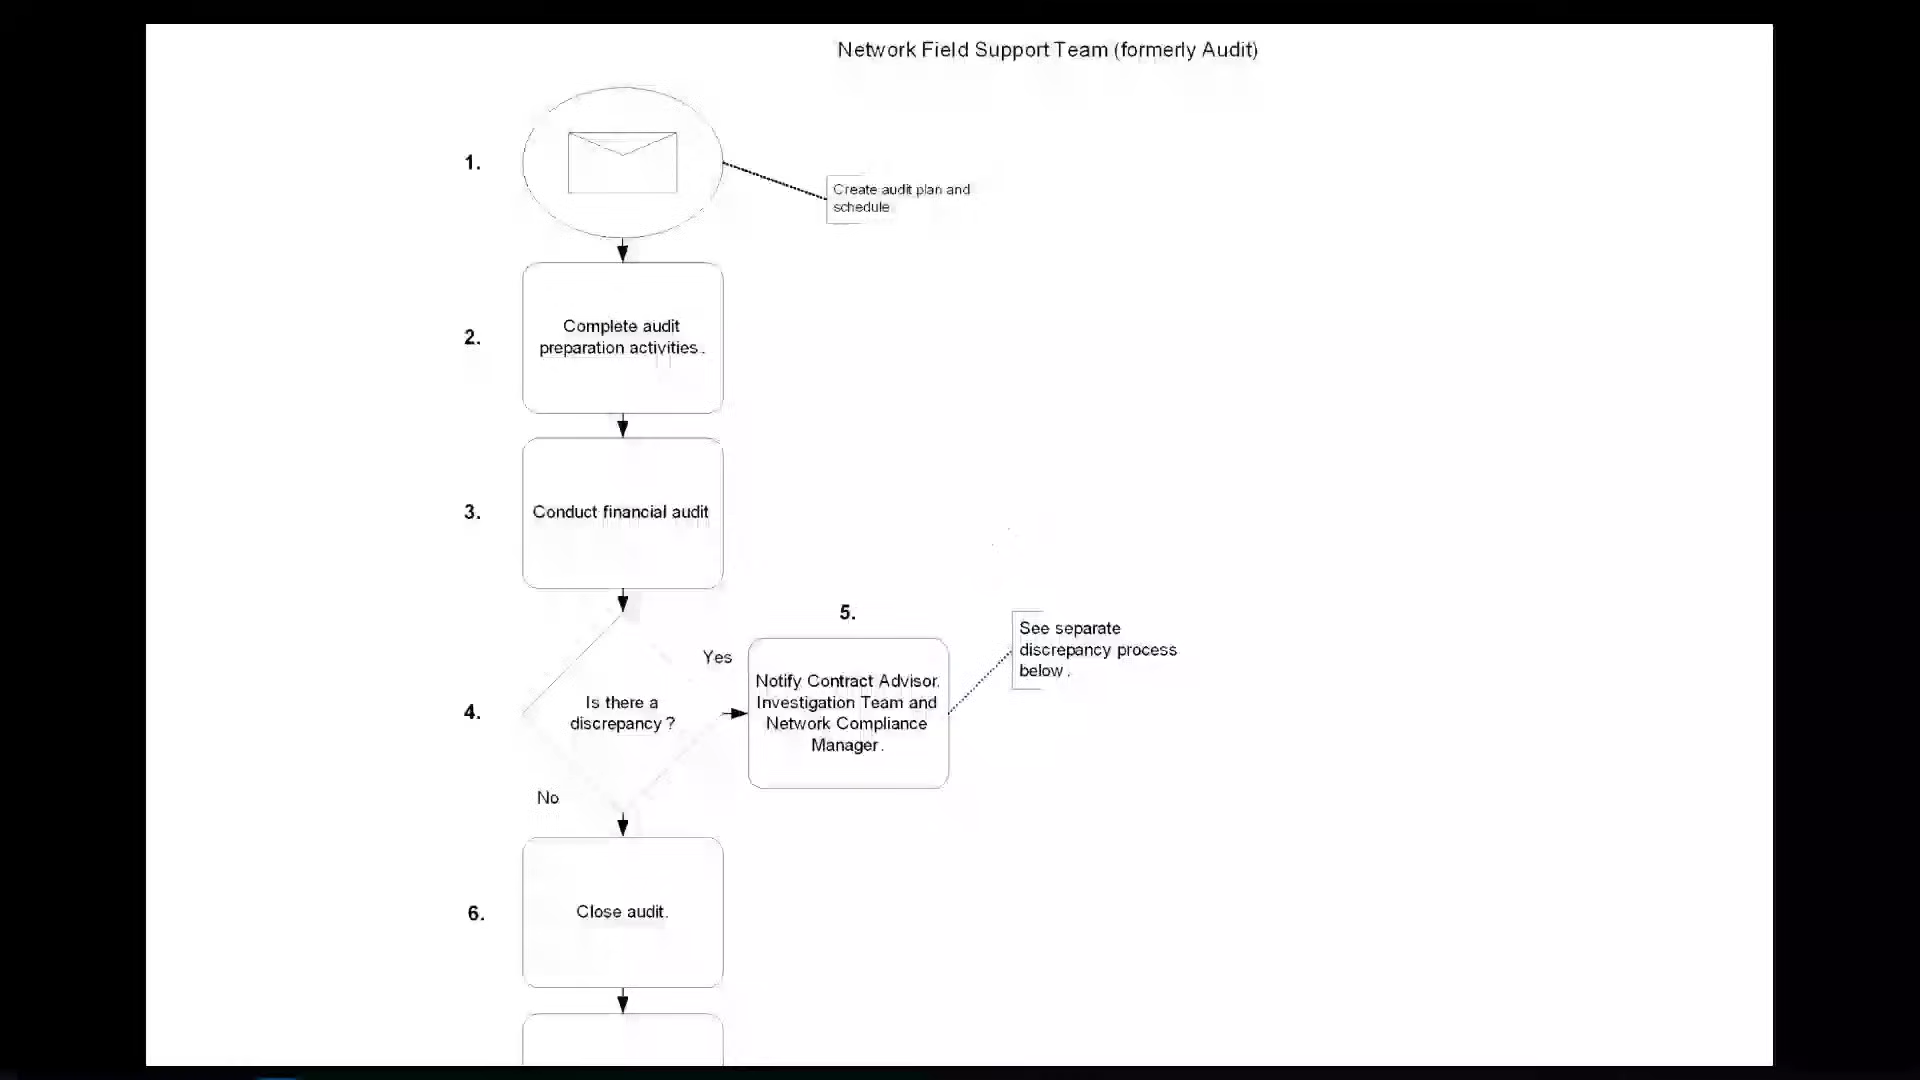 Network Field Support Team (formerly Audit)
1.
Create audit plan and
schedule
2.
Complete audit
preparation activities.
3.
Conduct financial audit
4.
Is there a
discrepancy ?
Yes
No
5.
Notify Contract Advisor.
Investigation Team and
Network Compliance
Manager.
See separate
discrepancy process
below.
6.
Close audit.